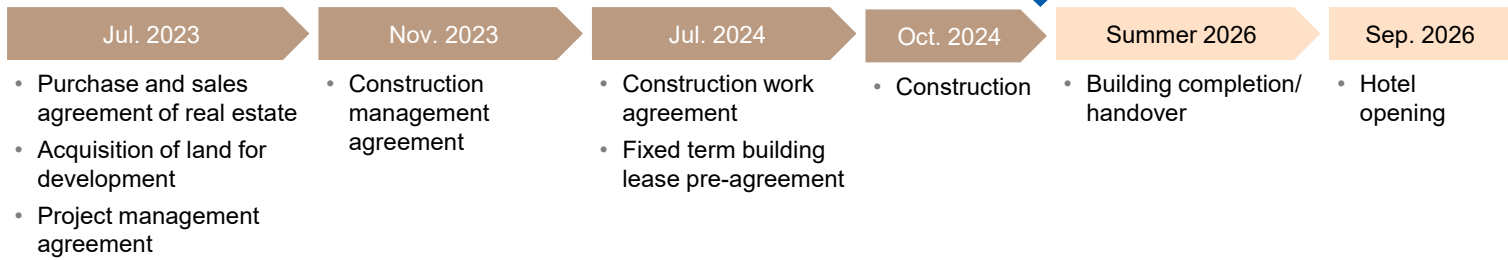 Jul. 2023
• Purchase and sales
agreement of real estate
• Acquisition of land for
development
• Project management
agreement
Nov. 2023
• Construction
management
agreement
Jul. 2024
• Construction work
agreement
• Fixed term building
lease pre-agreement
Oct. 2024
• Construction
Summer 2026
• Building completion/
handover
Sep. 2026
• Hotel
opening